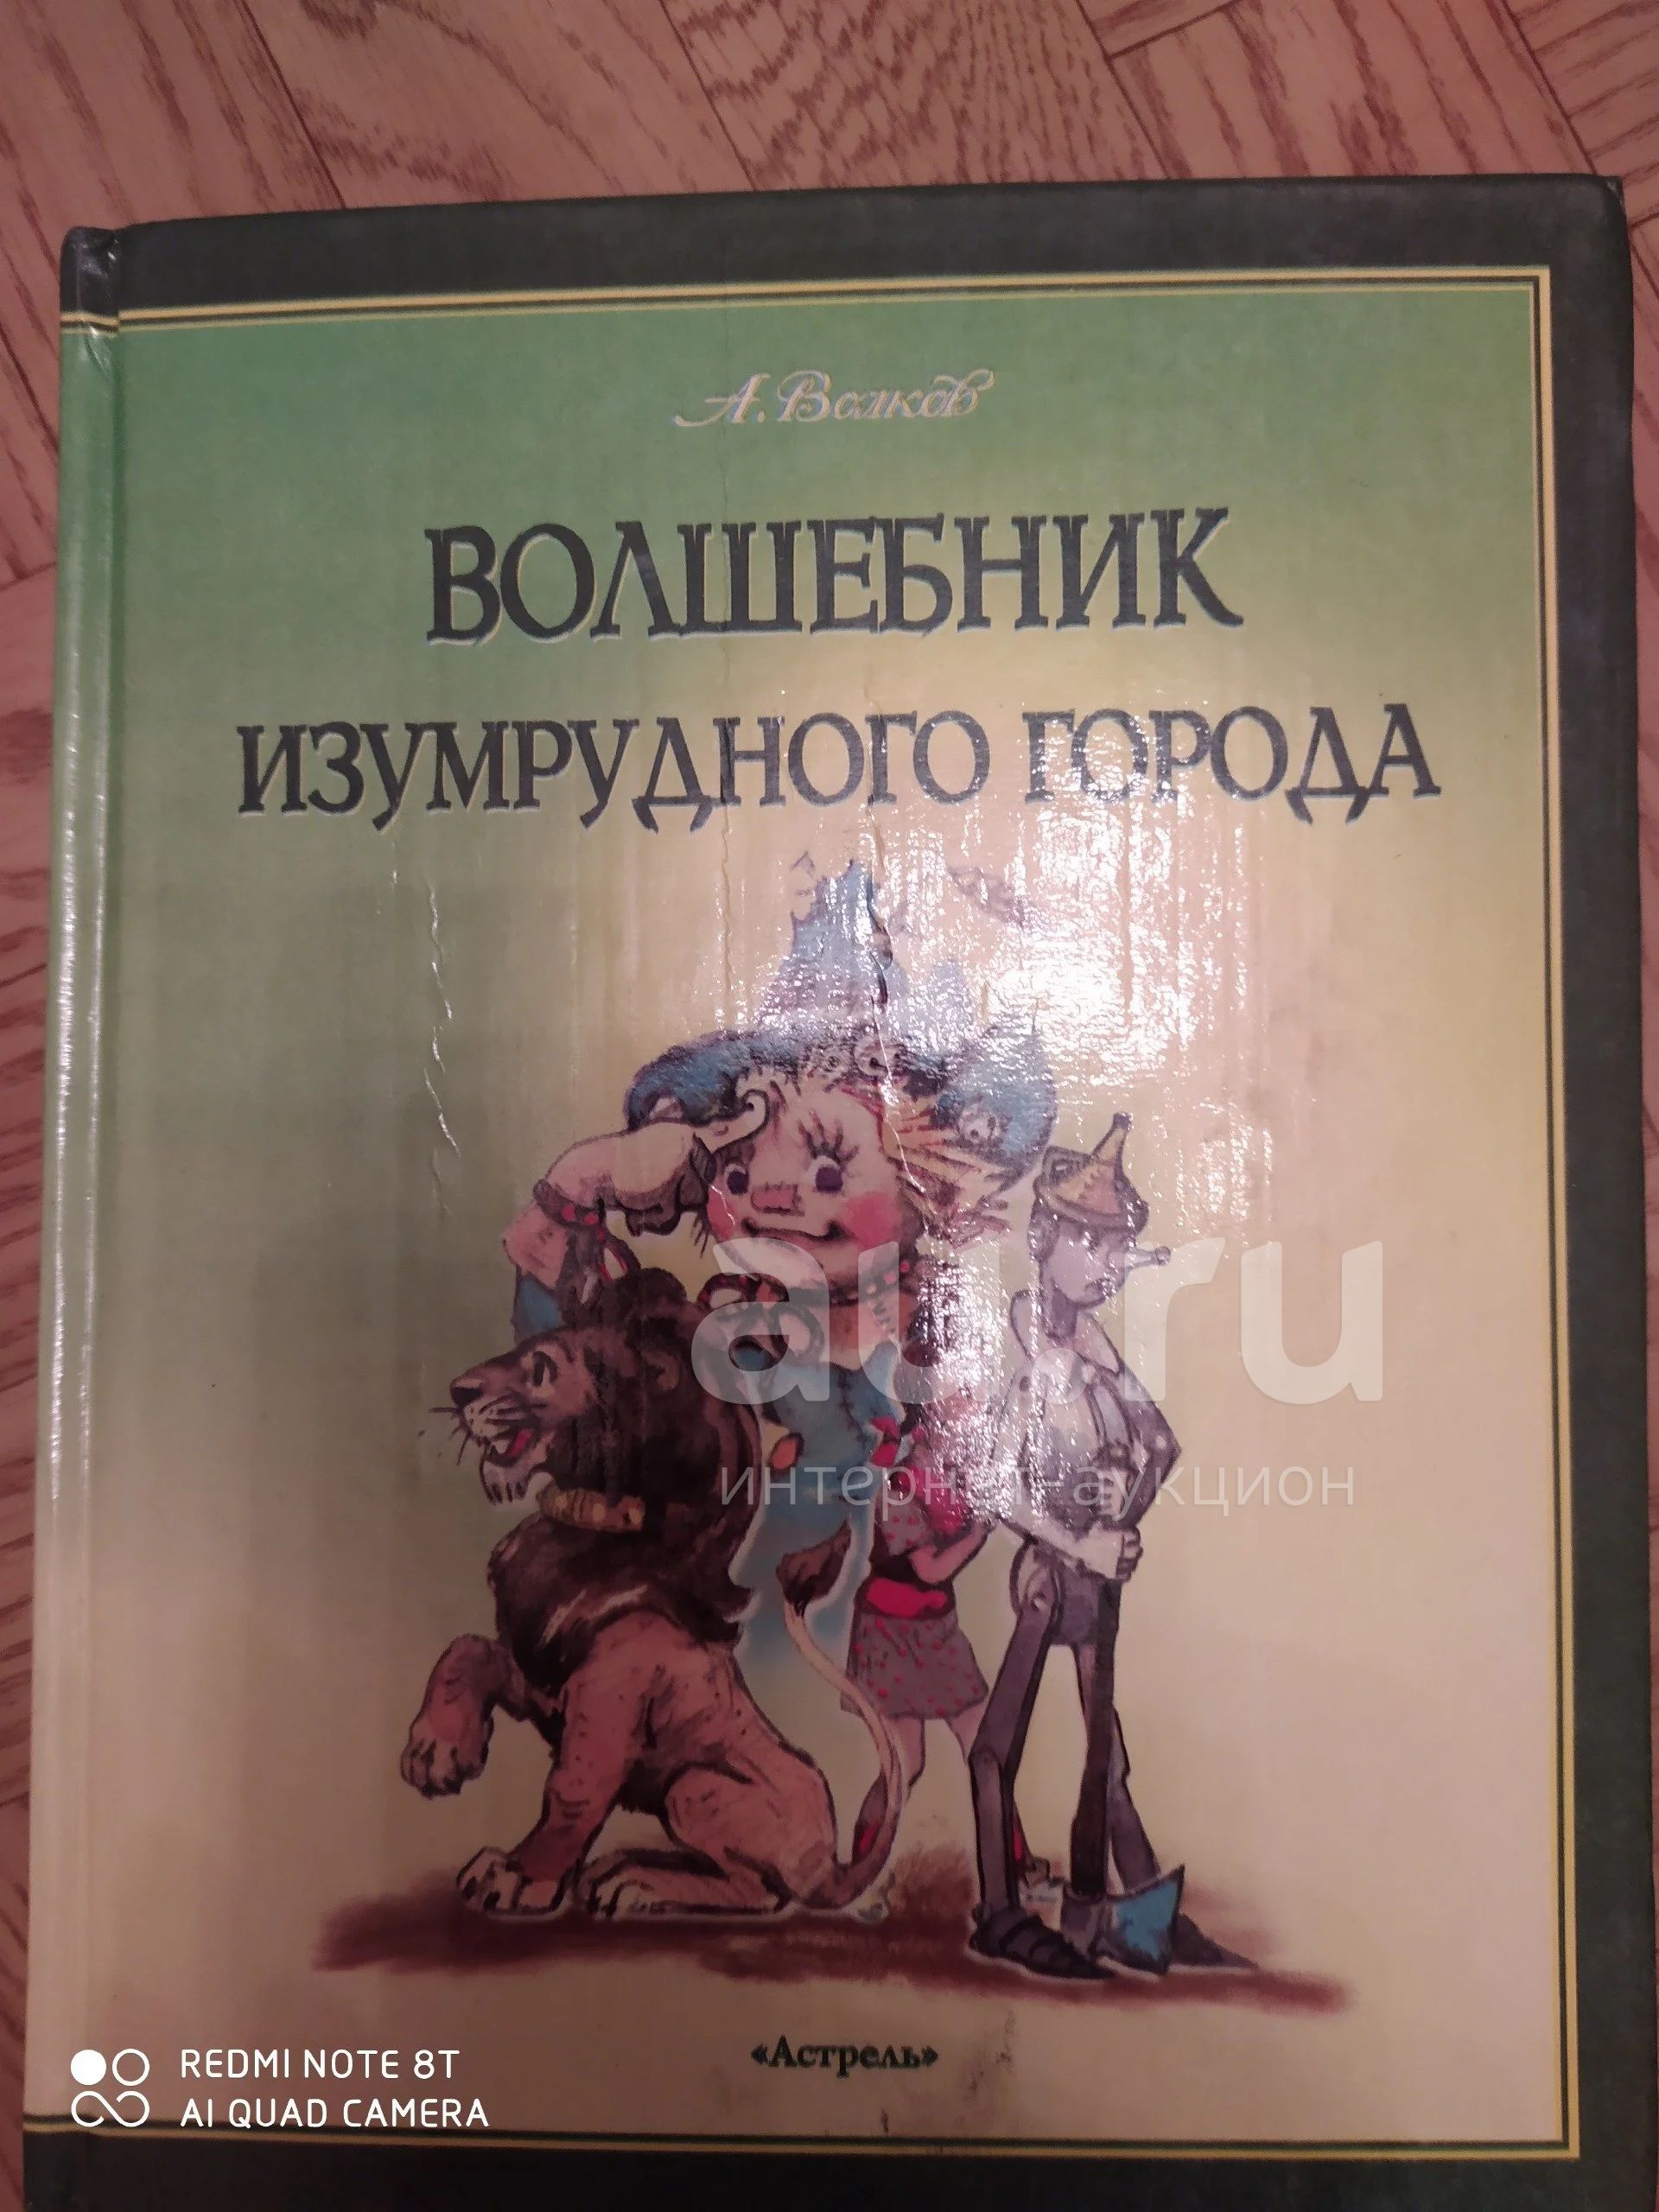 А. Волков
ВОЛШЕБНИК
ИЗУМРУДНОГО ГОРОДА
au.ru
интернет-аукцион
«Астрель»
REDMI NOTE 8T
AI QUAD CAMERA